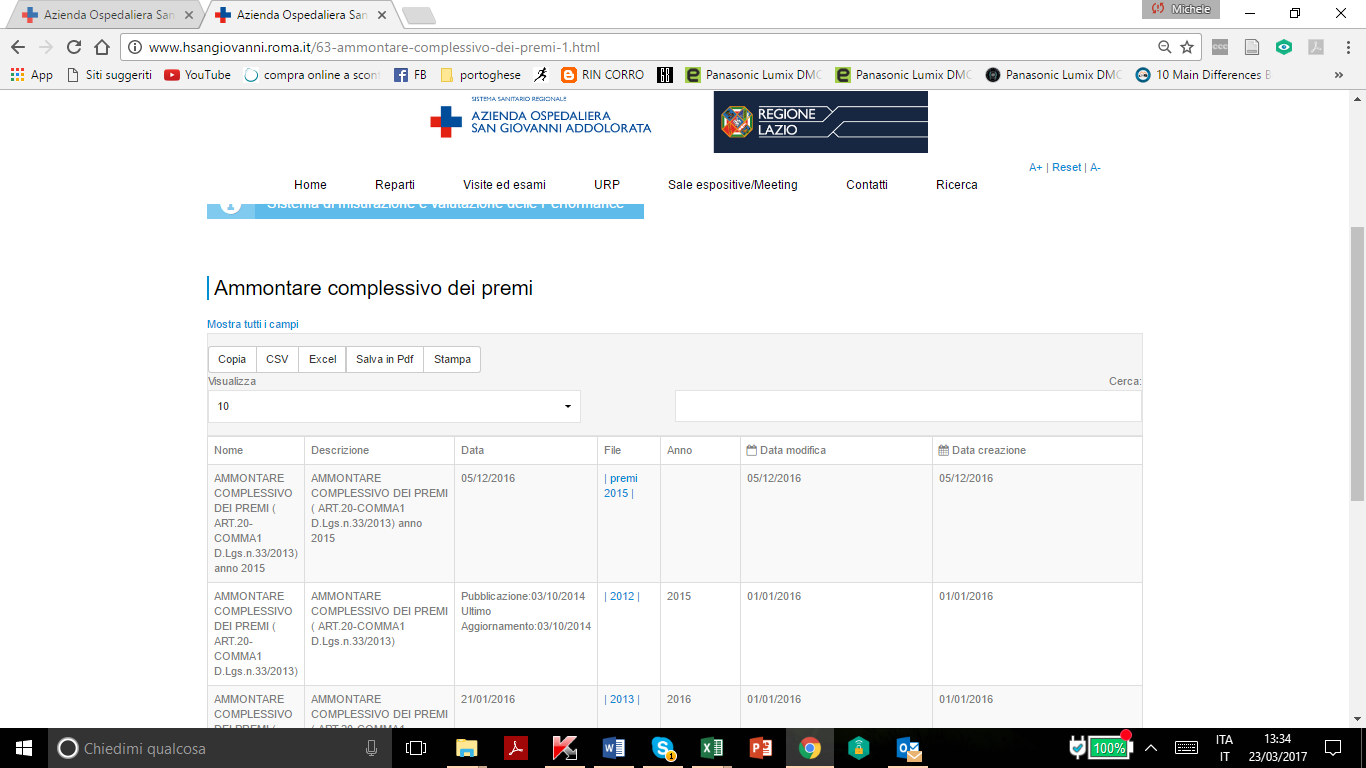 Azienda Ospedaliera San
Azienda Ospedaliera San
Michele
www.hsangiovanni.roma.it/63-ammontare-complessivo-dei-premi-1.html
App
Siti suggeriti
YouTube
compra online a scont
FB
portoghese
RIN CORRO
Panasonic Lumix DMC
Panasonic Lumix DMC
Panasonic Lumix DMC
10 Main Differences B
»
SISTEMA SANITARIO REGIONALE
AZIENDA OSPEDALIERA
SAN GIOVANNI ADDOLORATA
REGIONE
LAZIO
A+ | Reset | A-
Home
Reparti
Visite ed esami
URP
Sale espositive/Meeting
Contatti
Ricerca
Sistema di misurazione e valutazione delle Performance
Ammontare complessivo dei premi
Mostra tutti i campi
Copia
CSV
Excel
Salva in Pdf
Stampa
Visualizza
Cerca:
10
Nome
Descrizione
Data
File
Anno
Data modifica
Data creazione
AMMONTARE
COMPLESSIVO
DEI PREMI (
ART.20-
COMMA1
D.Lgs.n.33/2013)
anno 2015
AMMONTARE
COMPLESSIVO DEI PREMI
( ART.20-COMMA1
D.Lgs.n.33/2013) anno
2015
05/12/2016
| premi
2015 |
05/12/2016
05/12/2016
AMMONTARE
COMPLESSIVO
DEI PREMI (
ART.20-
COMMA1
D.Lgs.n.33/2013)
AMMONTARE
COMPLESSIVO DEI PREMI
( ART.20-COMMA1
D.Lgs.n.33/2013)
Pubblicazione:03/10/2014
Ultimo
Aggiornamento:03/10/2014
| 2012 |
2015
01/01/2016
01/01/2016
AMMONTARE
COMPLESSIVO
DEI PREMI (
AMMONTARE
COMPLESSIVO DEI PREMI
( ART.20-COMMA1
21/01/2016
| 2013 |
2016
01/01/2016
01/01/2016
Chiedimi qualcosa
100%
ITA
IT
13:34
23/03/2017